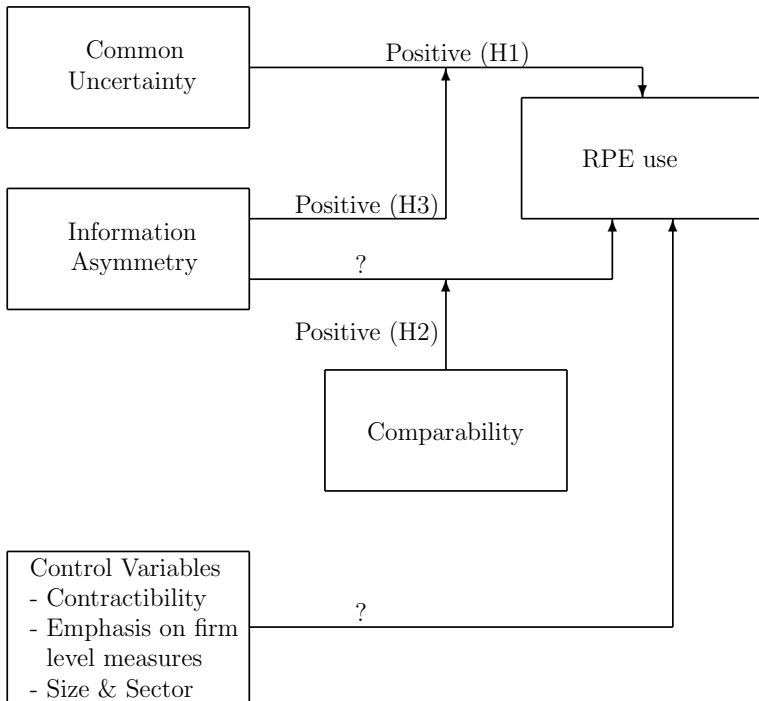 Common
Uncertainty
Positive (H1)
RPE use
Positive (H3)
Information
Asymmetry
?
Positive (H2)
Comparability
Control Variables
- Contractibility
- Emphasis on firm
level measures
- Size & Sector
?